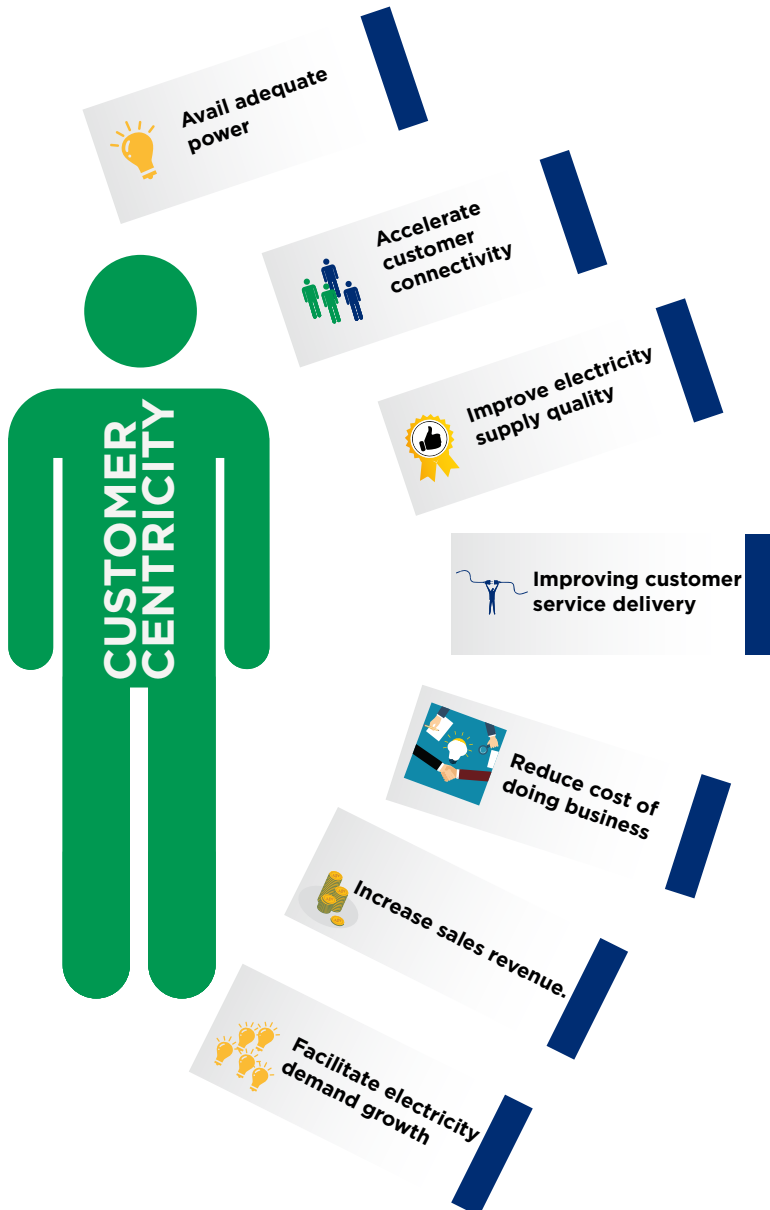 Avail adequate
power
Accelerate
customer
connectivity
Improve electricity
supply quality
CUSTOMER
CENTRICITY
Improving customer
service delivery
Reduce cost of
doing business
Increase sales revenue.
Facilitate electricity
demand growth